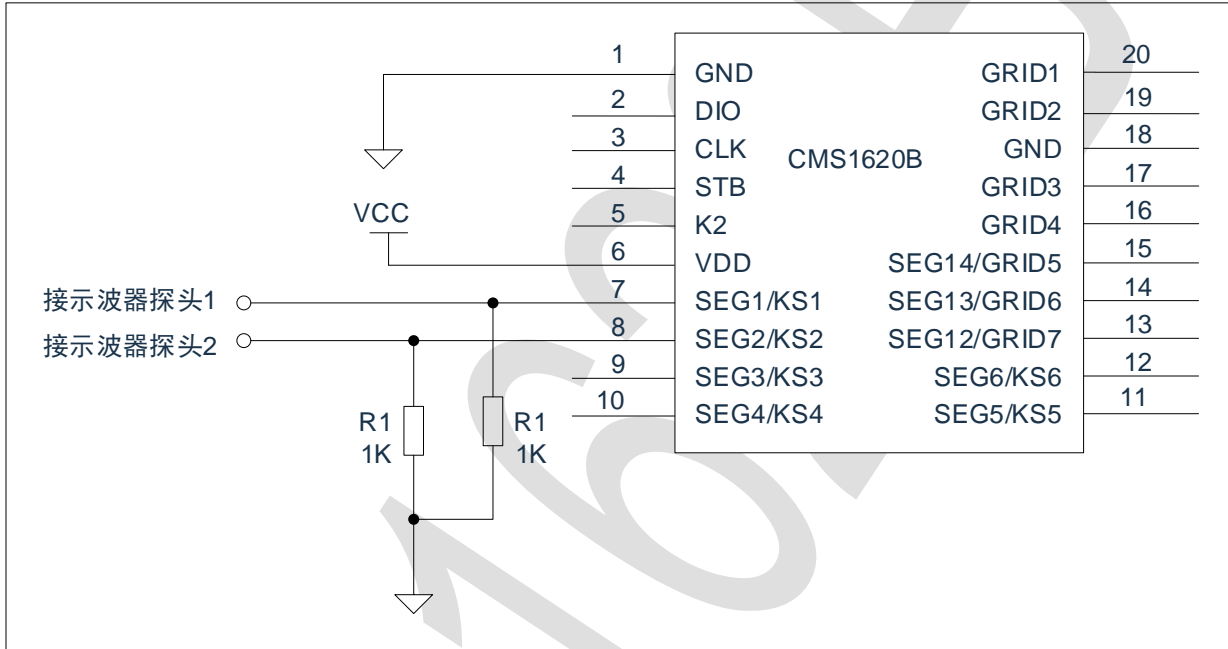 1 20
GND GRID1
2 19
DIO GRID2
3 18
CLK CMS1620B GND
4 17
STB GRID3
VCC 5 16
K2 GRID4
6 15
VDD SEG14/GRID5
接示波器探头1 7 14
SEG1/KS1 SEG13/GRID6
接示波器探头2 8 13
SEG2/KS2 SEG12/GRID7
9 12
SEG3/KS3 SEG6/KS6
10 11
SEG4/KS4 SEG5/KS5
R1 R1
1K 1K